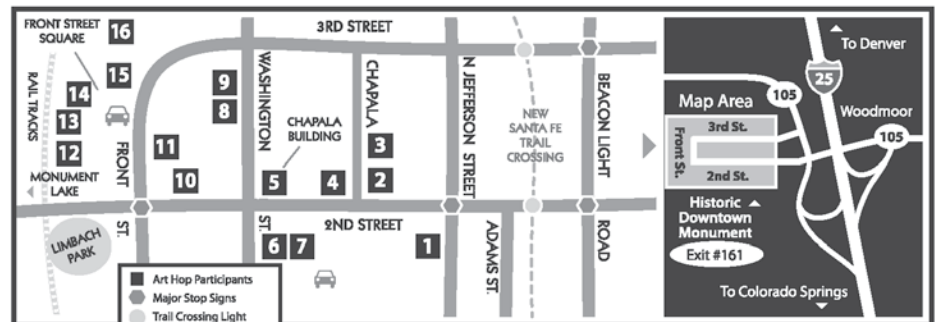 FRONT STREET
SQUARE
16
3RD STREET
15
14
13
12
RAIL TRACKS
MONUMENT
LAKE
LIMBACH
PARK
FRONT
ST.
11
10
9
8
WASHINGTON
ST.
CHAPALA
BUILDING
5
4
CHAPALA
3
2
6
7
2ND STREET
1
N JEFFERSON STREET
ADAMS ST.
NEW
SANTA FE
TRAIL
CROSSING
BEACON LIGHT
ROAD
Art Hop Participants
Major Stop Signs
Trail Crossing Light
To Denver
25
105
Map Area
Woodmoor
105
3rd St.
Front St.
2nd St.
Historic
Downtown
Monument
Exit #161
To Colorado Springs